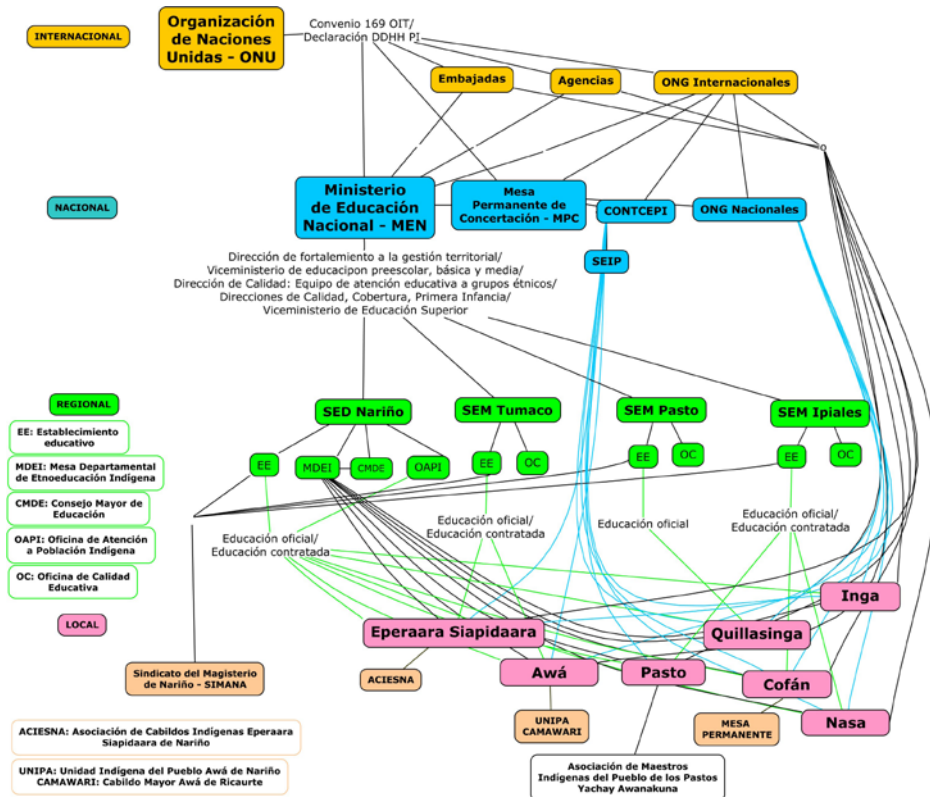 INTERNACIONAL
Organización
de Naciones
Unidas - ONU
Convenio 169 OIT/
Declaración DDHH PI
Embajadas
Agencias
ONG Internacionales
NACIONAL
Ministerio
de Educación
Nacional - MEN
Mesa
Permanente de
Concertación - MPC
CONTCEPI
ONG Nacionales
SEIP
Dirección de fortalemiento a la gestión territorial/
Viceministerio de educacipon preescolar, básica y media/
Dirección de Calidad: Equipo de atención educativa a grupos étnicos/
Direcciones de Calidad, Cobertura, Primera Infancia/
Viceministerio de Educación Superior
REGIONAL
SED Nariño
SEM Tumaco
SEM Pasto
SEM Ipiales
EE: Establecimiento
educativo
MDEI: Mesa Departamental
de Etnoeducación Indígena
CMDE: Consejo Mayor de
Educación
OAPI: Oficina de Atención
a Población Indígena
OC: Oficina de Calidad
Educativa
EE
MDEI
CMDE
OAPI
EE
OC
EE
OC
EE
OC
Educación oficial/
Educación contratada
Educación oficial/
Educación contratada
Educación oficial
Educación oficial/
Educación contratada
LOCAL
Inga
Eperaara Siapidaara
Quillasinga
Awá
Pasto
Cofán
Nasa
Sindicato del Magisterio
de Nariño - SIMANA
ACIESNA
UNIPA
CAMAWARI
MESA
PERMANENTE
Asociación de Maestros
Indígenas del Pueblo de los Pastos
Yachay Awanakuna
ACIESNA: Asociación de Cabildos Indígenas Eperaara
Siapidaara de Nariño
UNIPA: Unidad Indígena del Pueblo Awá de Nariño
CAMAWARI: Cabildo Mayor Awá de Ricaurte